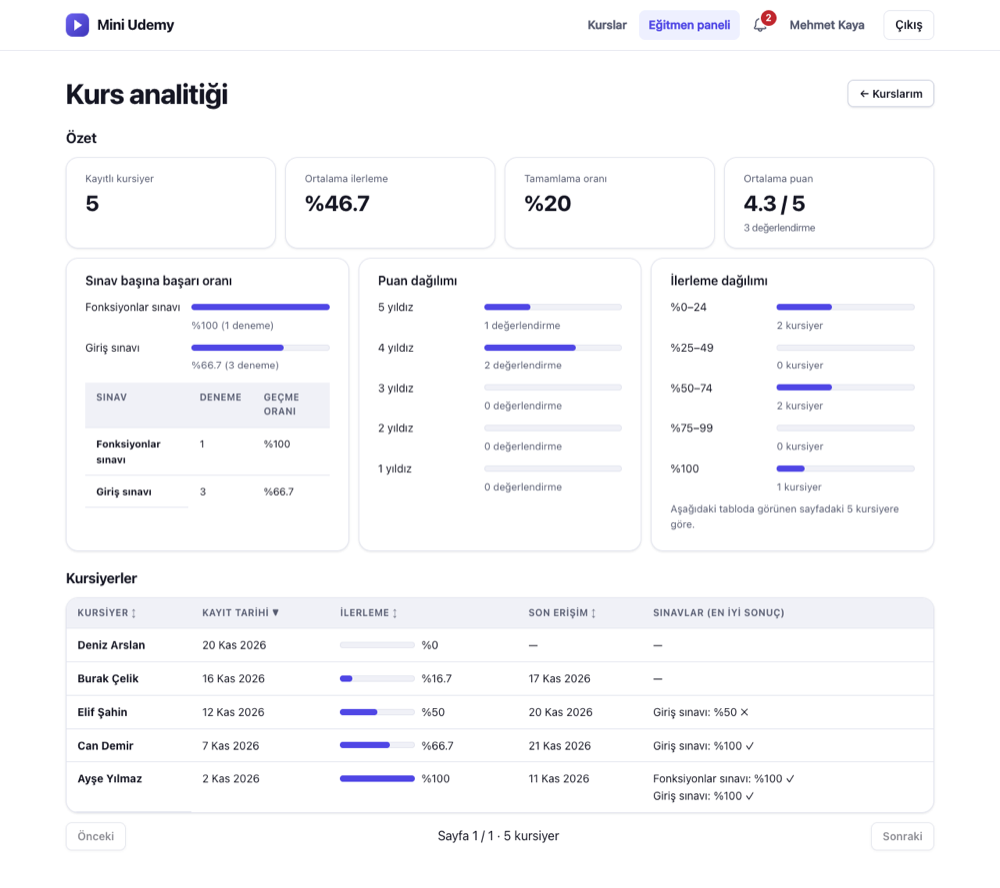 Mini Udemy
Kurslar
Eğitmen paneli
2
Mehmet Kaya
Çıkış
Kurs analitiği
← Kurslarım
Özet
Kayıtlı kursiyer
5
Ortalama ilerleme
%46.7
Tamamlama oranı
%20
Ortalama puan
4.3 / 5
3 değerlendirme
Sınav başına başarı oranı
Fonksiyonlar sınavı
%100 (1 deneme)
Giriş sınavı
%66.7 (3 deneme)
SINAV DENEME GEÇME
ORANI
Fonksiyonlar
sınavı
1 %100
Giriş sınavı 3 %66.7
Puan dağılımı
5 yıldız
1 değerlendirme
4 yıldız
2 değerlendirme
3 yıldız
0 değerlendirme
2 yıldız
0 değerlendirme
1 yıldız
0 değerlendirme
İlerleme dağılımı
%0–24
2 kursiyer
%25–49
0 kursiyer
%50–74
2 kursiyer
%75–99
0 kursiyer
%100
1 kursiyer
Aşağıdaki tabloda görünen sayfadaki 5 kursiyere
göre.
Kursiyerler
KURSİYER ↕ KAYIT TARİHİ ▼ İLERLEME ↕ SON ERİŞİM ↕ SINAVLAR (EN İYİ SONUÇ)
Deniz Arslan 20 Kas 2026 %0 — —
Burak Çelik 16 Kas 2026 %16.7 17 Kas 2026 —
Elif Şahin 12 Kas 2026 %50 20 Kas 2026 Giriş sınavı: %50 ✕
Can Demir 7 Kas 2026 %66.7 21 Kas 2026 Giriş sınavı: %100 ✓
Ayşe Yılmaz 2 Kas 2026 %100 11 Kas 2026 Fonksiyonlar sınavı: %100 ✓
Giriş sınavı: %100 ✓
Önceki
Sayfa 1 / 1 · 5 kursiyer
Sonraki